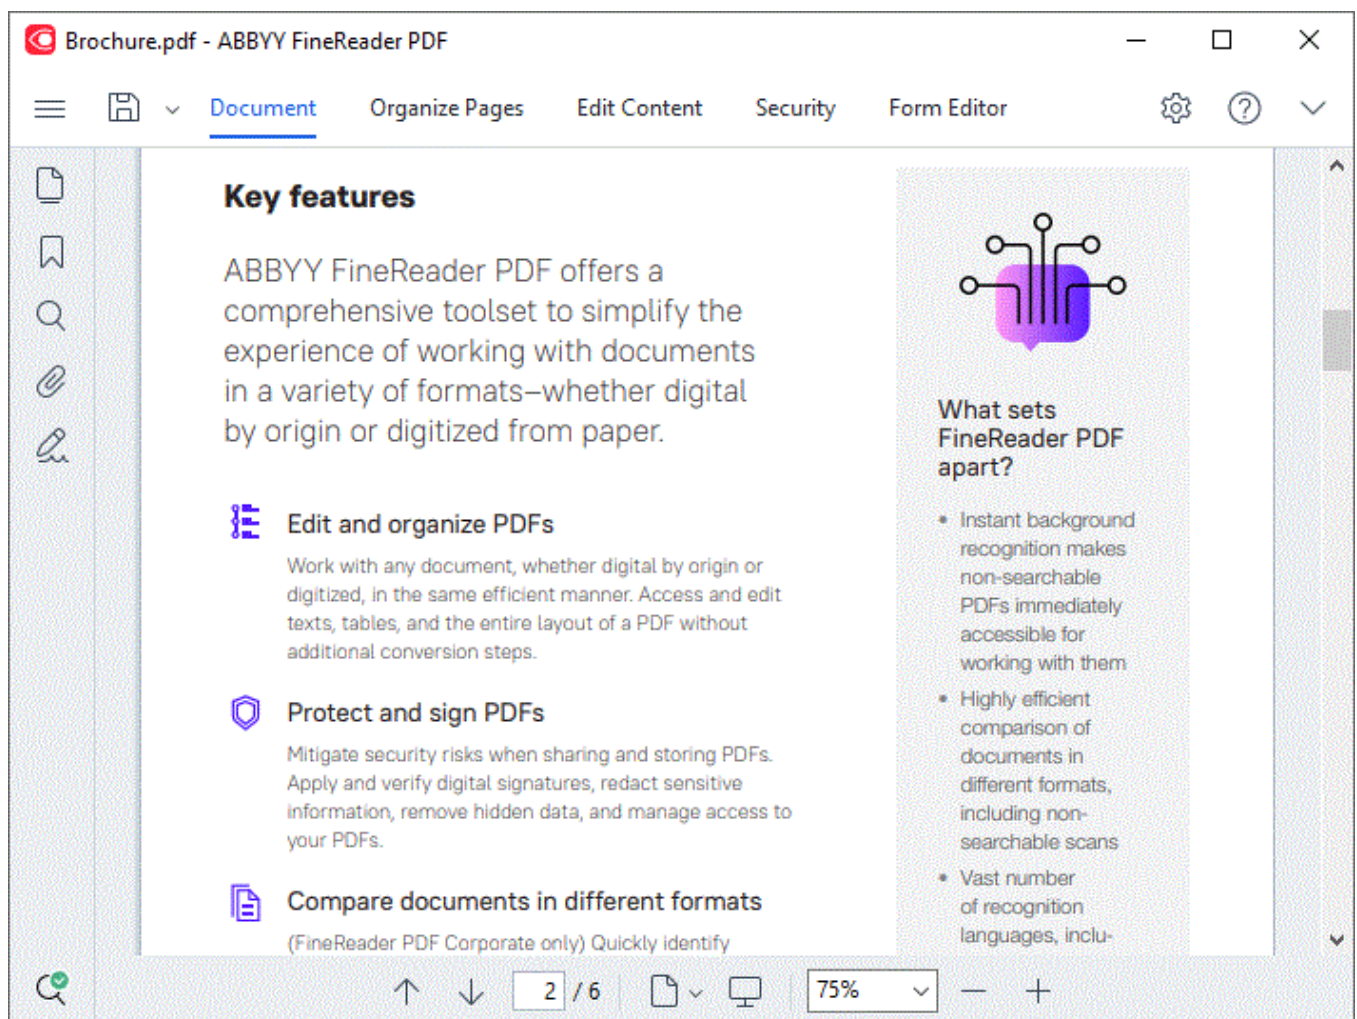 Brochure.pdf - ABBYY FineReader PDF
Document Organize Pages Edit Content Security Form Editor
Key features
ABBYY FineReader PDF offers a
comprehensive toolset to simplify the
experience of working with documents
in a variety of formats–whether digital
by origin or digitized from paper.
Edit and organize PDFs
Work with any document, whether digital by origin or
digitized, in the same efficient manner. Access and edit
texts, tables, and the entire layout of a PDF without
additional conversion steps.
Protect and sign PDFs
Mitigate security risks when sharing and storing PDFs.
Apply and verify digital signatures, redact sensitive
information, remove hidden data, and manage access to
your PDFs.
Compare documents in different formats
(FineReader PDF Corporate only) Quickly identify
What sets
FineReader PDF
apart?
• Instant background
recognition makes
non-searchable
PDFs immediately
accessible for
working with them
• Highly efficient
comparison of
documents in
different formats,
including non-
searchable scans
• Vast number
of recognition
languages, inclu-
2 / 6 75%